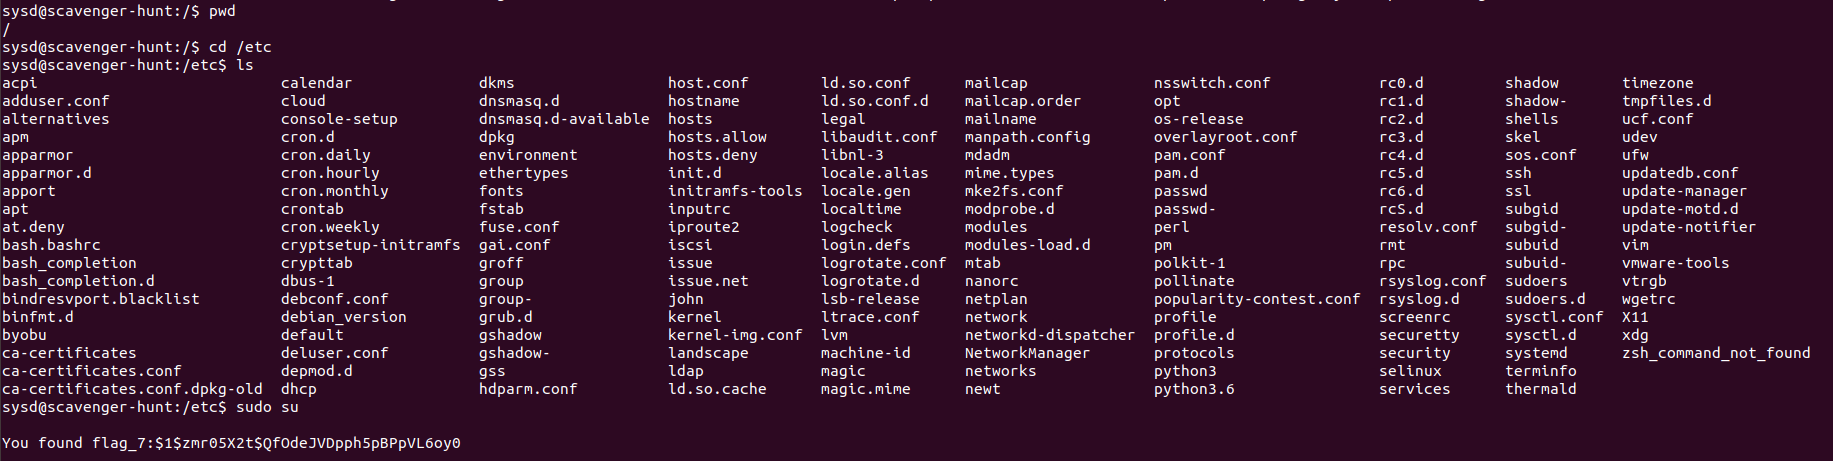 sysd@scavenger-hunt:/$ pwd
/
sysd@scavenger-hunt:/$ cd /etc
sysd@scavenger-hunt:/etc$ ls
acpi calendar dkms host.conf ld.so.conf mailcap nsswitch.conf rc0.d shadow timezone
adduser.conf cloud dnsmasq.d hostname ld.so.conf.d mailcap.order opt rc1.d shadow- tmpfiles.d
alternatives console-setup dnsmasq.d-available hosts legal mailname os-release rc2.d shells ucf.conf
apm cron.d dpkg hosts.allow libaudit.conf manpath.config overlayroot.conf rc3.d skel udev
apparmor cron.daily environment hosts.deny libnl-3 mdadm pam.conf rc4.d sos.conf ufw
apparmor.d cron.hourly ethertypes init.d locale.alias mime.types pam.d rc5.d ssh updatedb.conf
apport cron.monthly fonts initramfs-tools locale.gen mke2fs.conf passwd rc6.d ssl update-manager
apt crontab fstab inputrc localtime modprobe.d passwd- rcS.d subgid update-motd.d
at.deny cron.weekly fuse.conf iproute2 logcheck modules perl resolv.conf subgid- update-notifier
bash.bashrc cryptsetup-initramfs gai.conf iscsi login.defs modules-load.d pm rmt subuid vim
bash_completion crypttab groff issue logrotate.conf mtab polkit-1 rpc subuid- vmware-tools
bash_completion.d dbus-1 group issue.net logrotate.d nanorc pollinate rsyslog.conf sudoers vtrgb
bindresvport.blacklist debconf.conf group- john lsb-release netplan popularity-contest.conf rsyslog.d sudoers.d wgetrc
binfmt.d debian_version grub.d kernel ltrace.conf network profile screenrc sysctl.conf X11
byobu default gshadow kernel-img.conf lvm networkd-dispatcher profile.d securetty sysctl.d xdg
ca-certificates deluser.conf gshadow- landscape machine-id NetworkManager protocols security systemd zsh_command_not_found
ca-certificates.conf depmod.d gss ldap magic networks python3 selinux terminfo
ca-certificates.conf.dpkg-old dhcp hdparm.conf ld.so.cache magic.mime newt python3.6 services thermald
sysd@scavenger-hunt:/etc$ sudo su
You found flag_7:$1$zmr05X2t$QfOdeJVDpph5pBPpVL6oy0